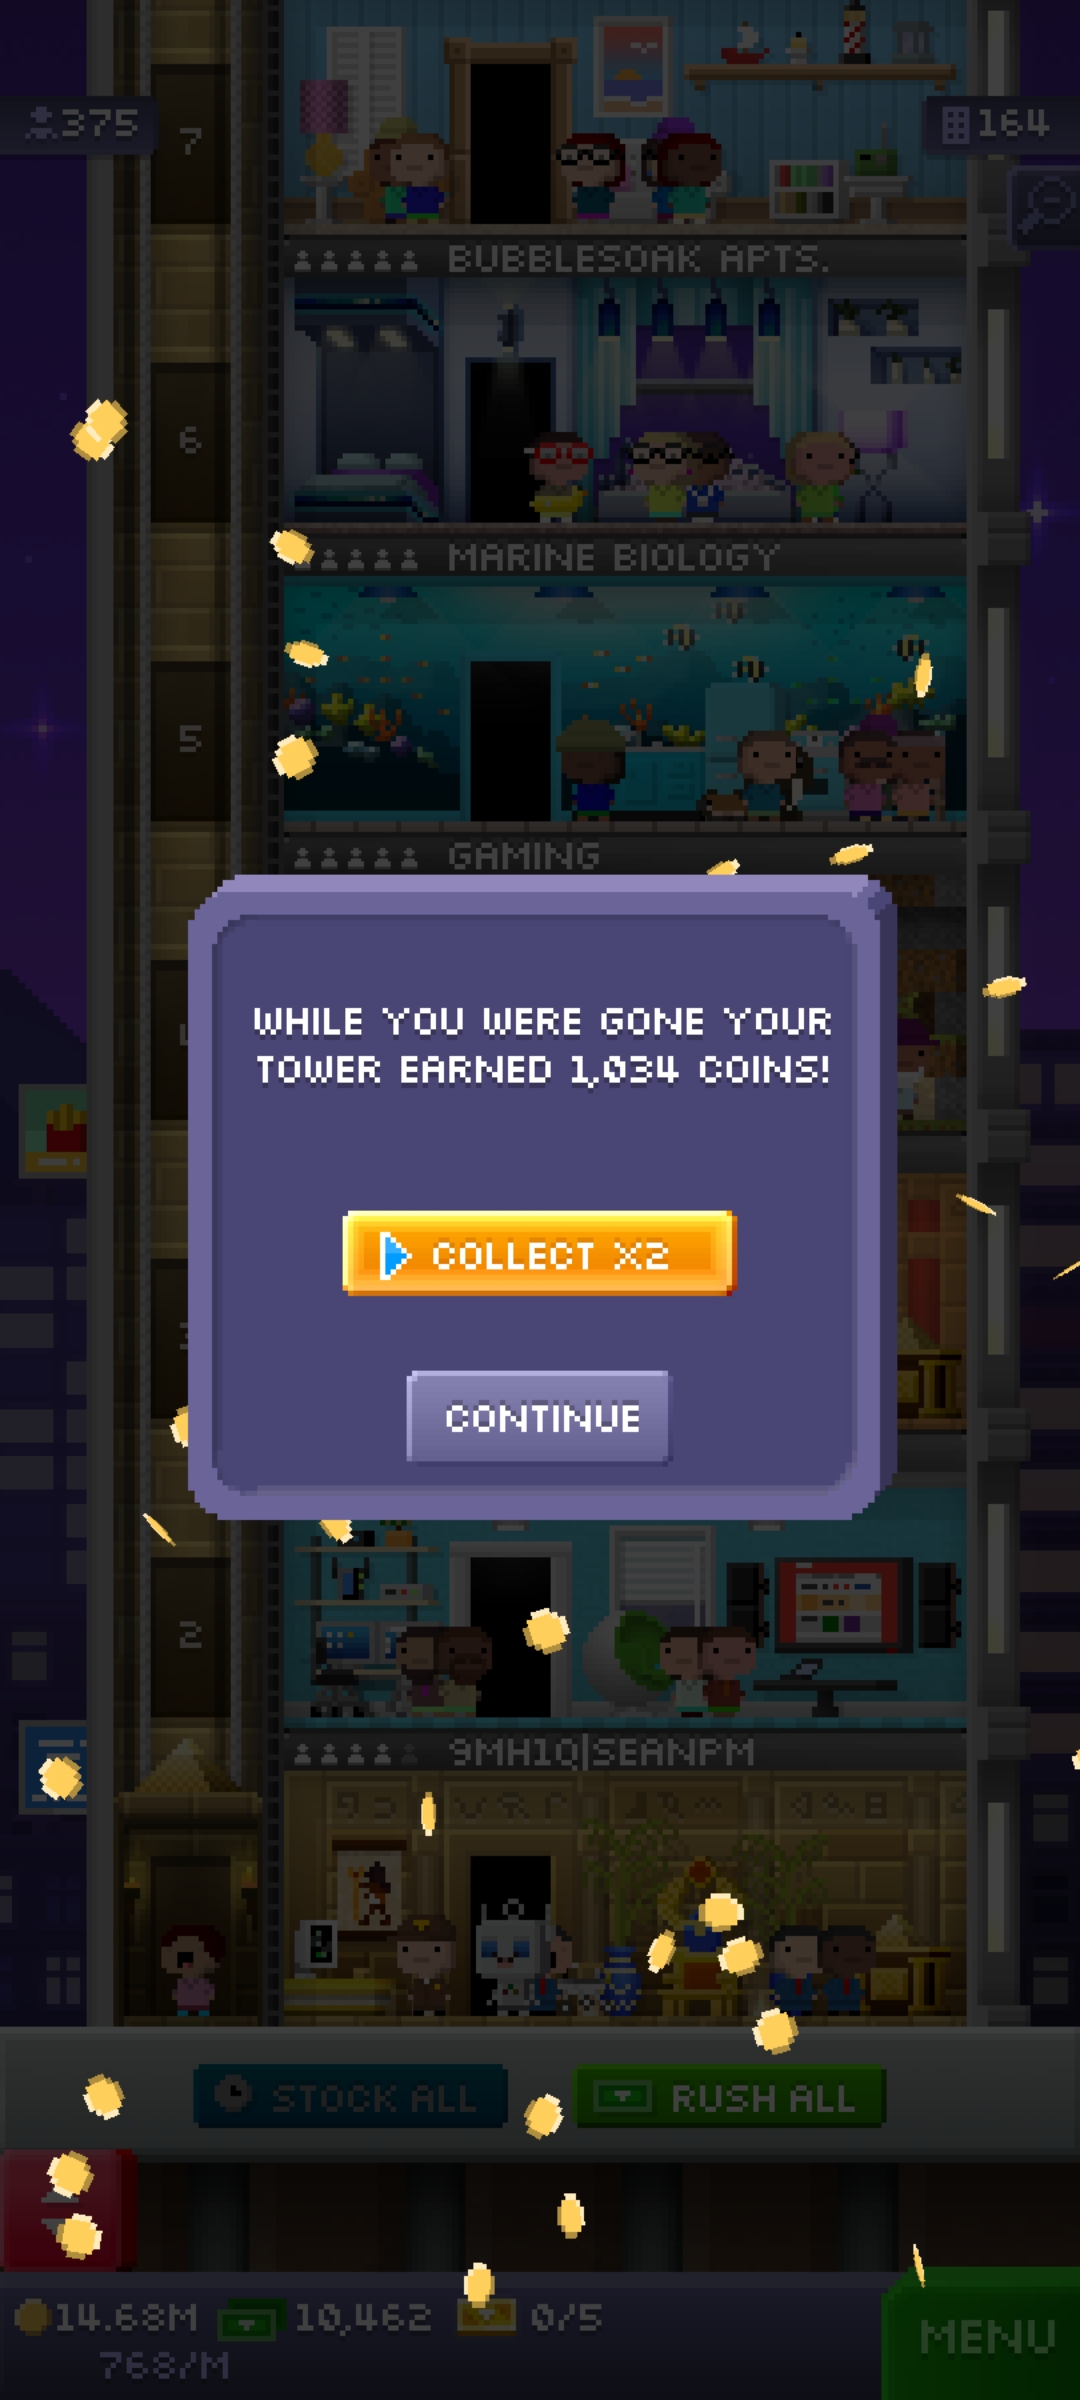 375
7
164
BUBBLESOAK APTS.
6
MARINE BIOLOGY
5
GAMING
WHILE YOU WERE GONE YOUR
TOWER EARNED 1,034 COINS!
COLLECT X2
CONTINUE
2
9MH1Q|SEANPM
STOCK ALL
RUSH ALL
14.68M
10,462
0/5
768/M
MENU